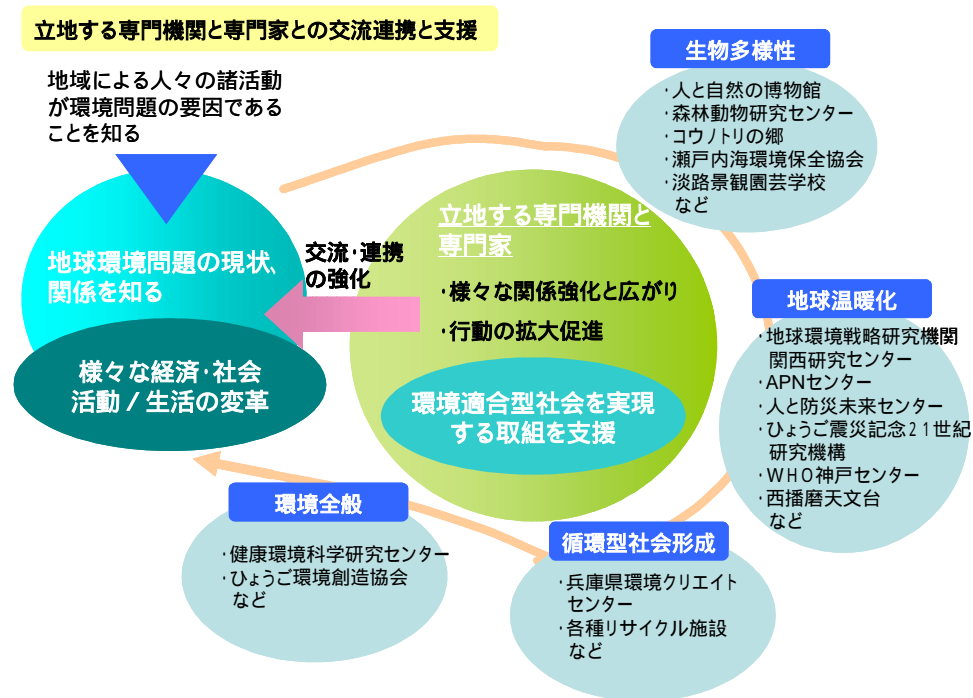 立地する専門機関と専門家との交流連携と支援
地域による人々の諸活動
が環境問題の要因である
ことを知る
地球環境問題の現状、
関係を知る
様々な経済・社会
活動／生活の変革
交流・連携
の強化
立地する専門機関と
専門家
・様々な関係強化と広がり
・行動の拡大促進
環境適合型社会を実現
する取組を支援
生物多様性
・人と自然の博物館
・森林動物研究センター
・コウノトリの郷
・瀬戸内海環境保全協会
・淡路景観園芸学校
など
地球温暖化
・地球環境戦略研究機関
関西研究センター
・APNセンター
・人と防災未来センター
・ひょうご震災記念２１世紀
研究機構
・WHO神戸センター
・西播磨天文台
など
循環型社会形成
・兵庫県環境クリエイト
センター
・各種リサイクル施設
など
環境全般
・健康環境科学研究センター
・ひょうご環境創造協会
など